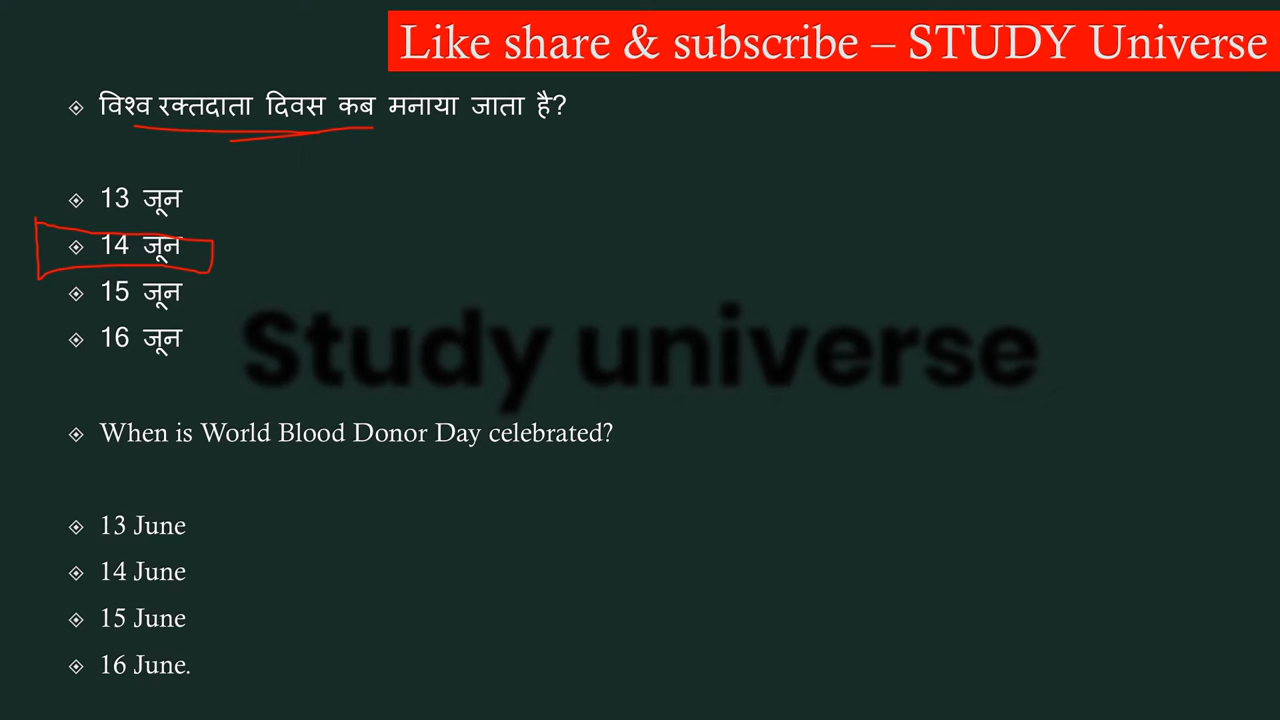 Like share & subscribe – STUDY Universe
विश्व रक्तदाता दिवस कब मनाया जाता है?
13 जून
14 जून
15 जून
16 जून
Study universe
When is World Blood Donor Day celebrated?
13 June
14 June
15 June
16 June.